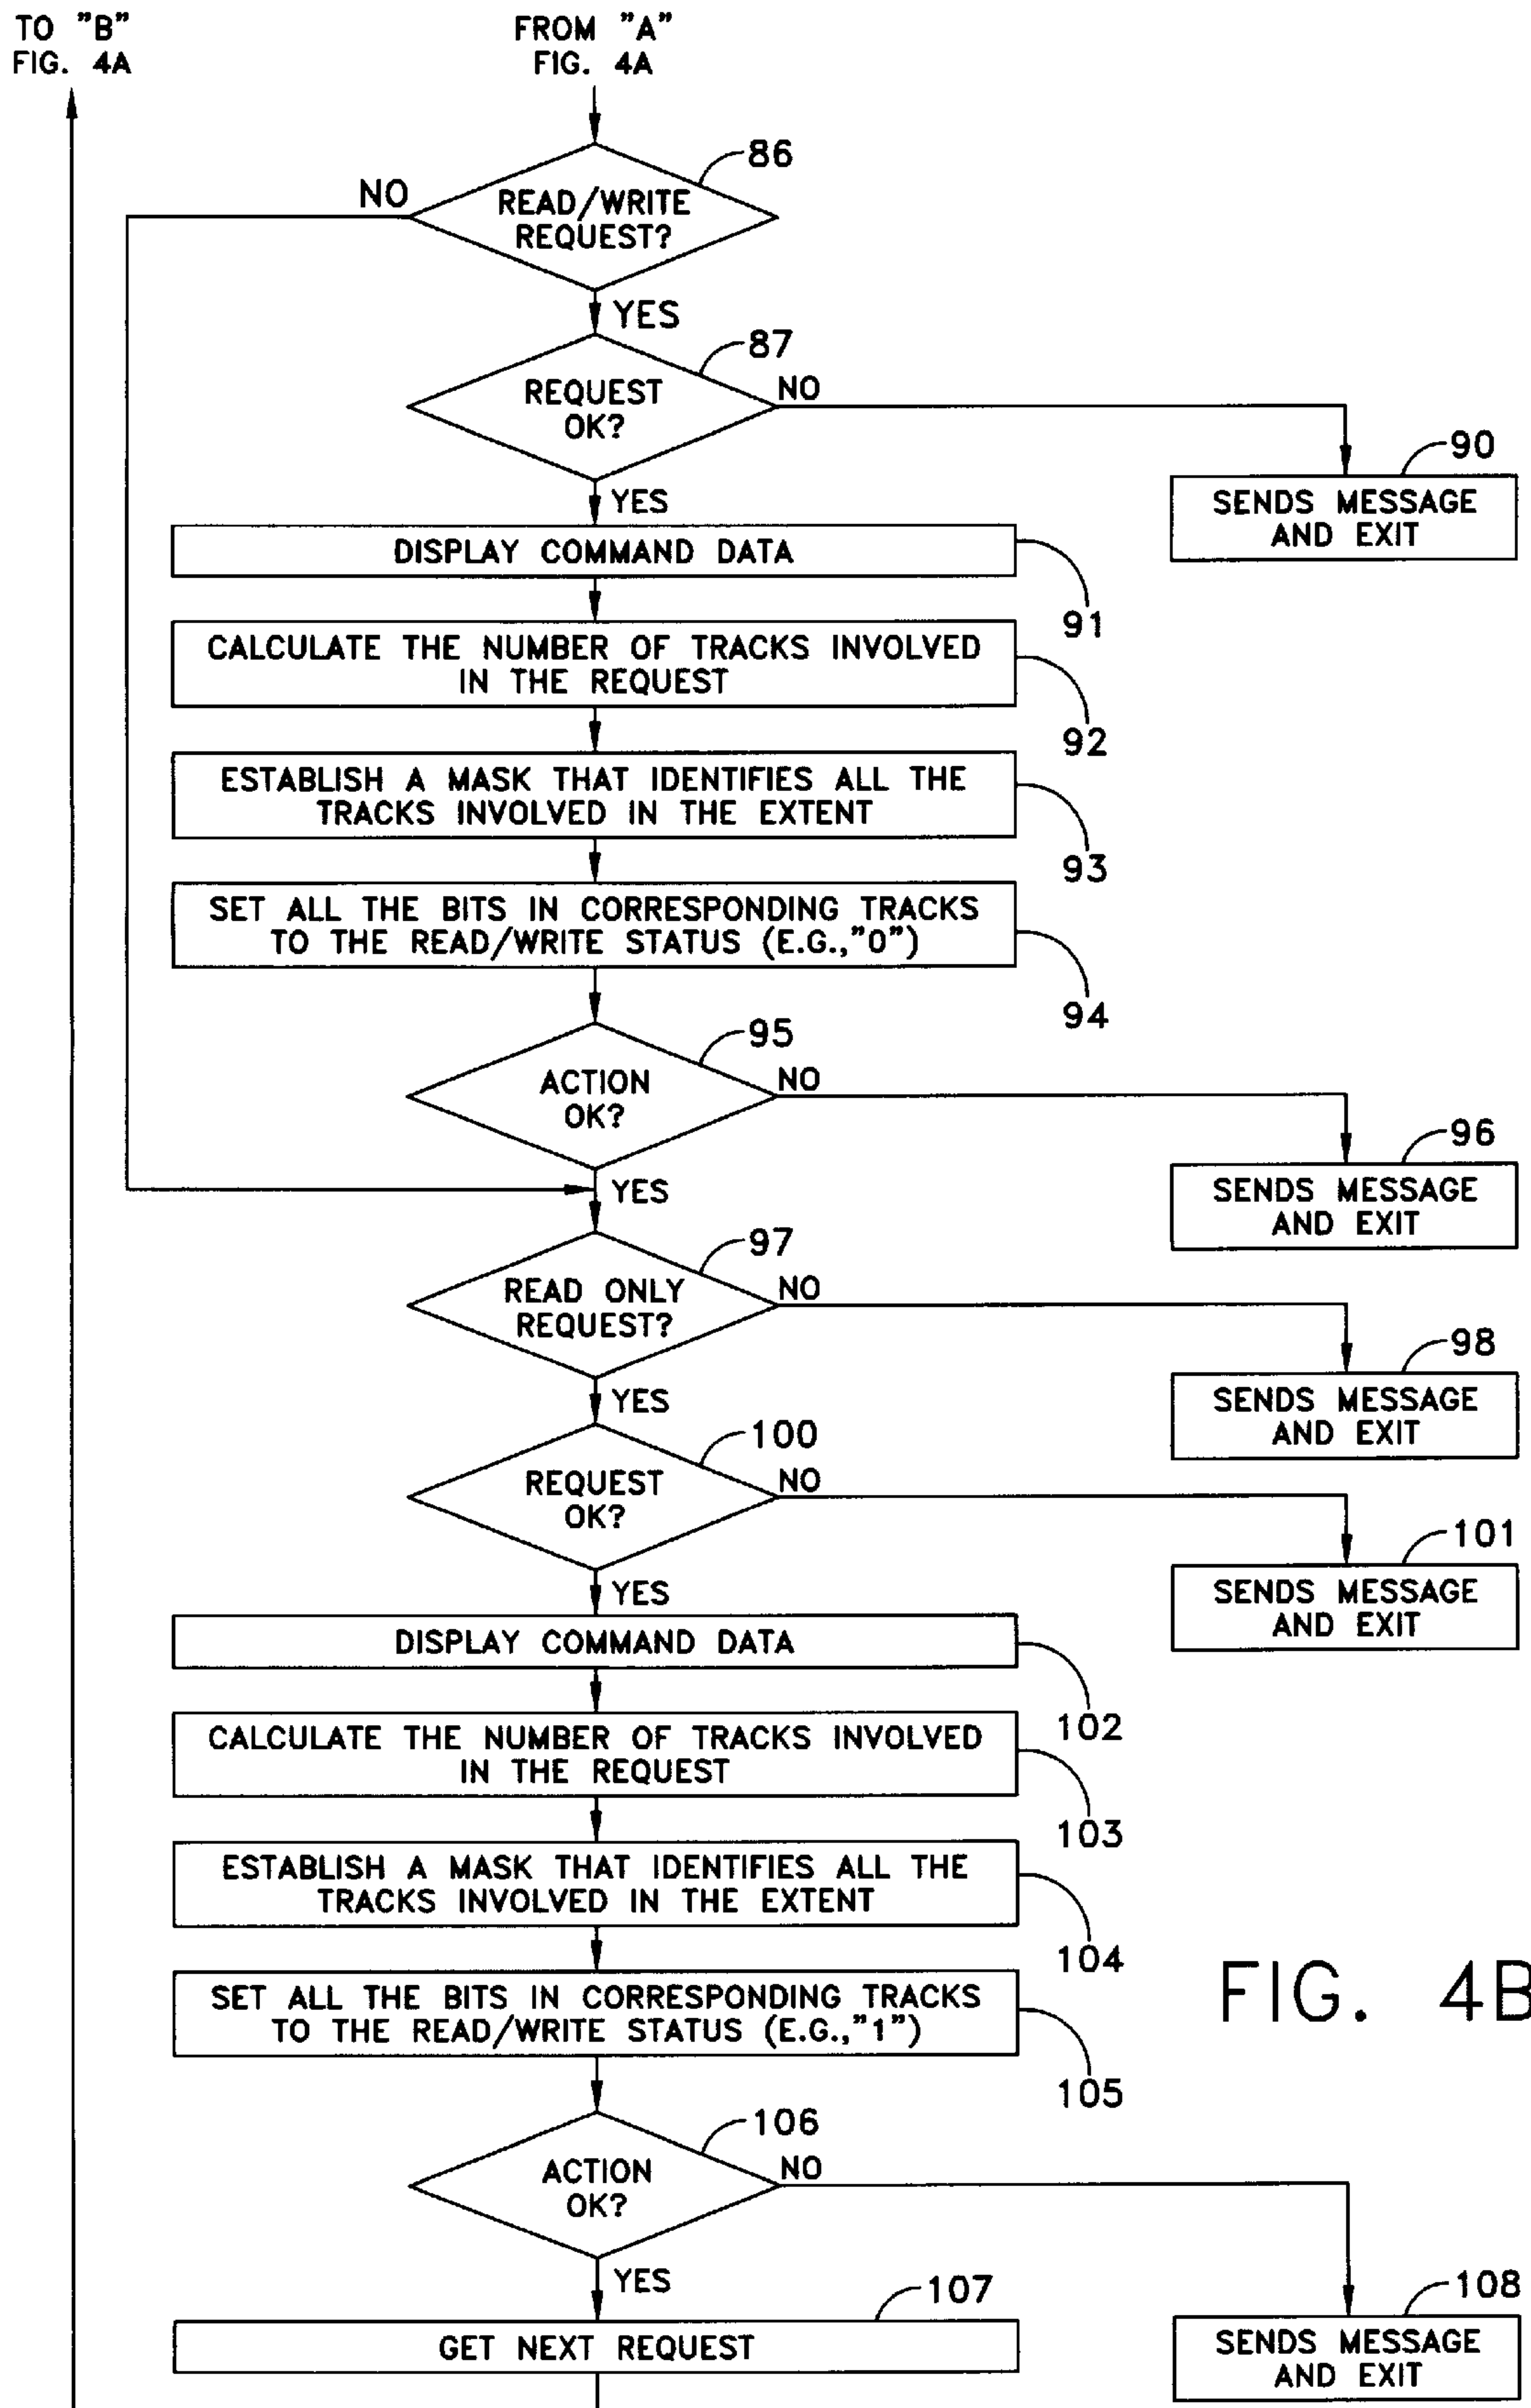 TO "B"
FIG. 4A
FROM "A"
FIG. 4A
86
NO
READ/WRITE
REQUEST?
YES
87
REQUEST
OK?
NO
90
SENDS MESSAGE
AND EXIT
YES
DISPLAY COMMAND DATA
91
CALCULATE THE NUMBER OF TRACKS INVOLVED
IN THE REQUEST
92
ESTABLISH A MASK THAT IDENTIFIES ALL THE
TRACKS INVOLVED IN THE EXTENT
93
SET ALL THE BITS IN CORRESPONDING TRACKS
TO THE READ/WRITE STATUS (E.G.,"0")
94
95
ACTION
OK?
NO
96
SENDS MESSAGE
AND EXIT
YES
97
READ ONLY
REQUEST?
NO
98
SENDS MESSAGE
AND EXIT
YES
100
REQUEST
OK?
NO
101
SENDS MESSAGE
AND EXIT
YES
DISPLAY COMMAND DATA
102
CALCULATE THE NUMBER OF TRACKS INVOLVED
IN THE REQUEST
103
ESTABLISH A MASK THAT IDENTIFIES ALL THE
TRACKS INVOLVED IN THE EXTENT
104
SET ALL THE BITS IN CORRESPONDING TRACKS
TO THE READ/WRITE STATUS (E.G.,"1")
105
FIG. 4B
106
ACTION
OK?
NO
YES
107
GET NEXT REQUEST
108
SENDS MESSAGE
AND EXIT